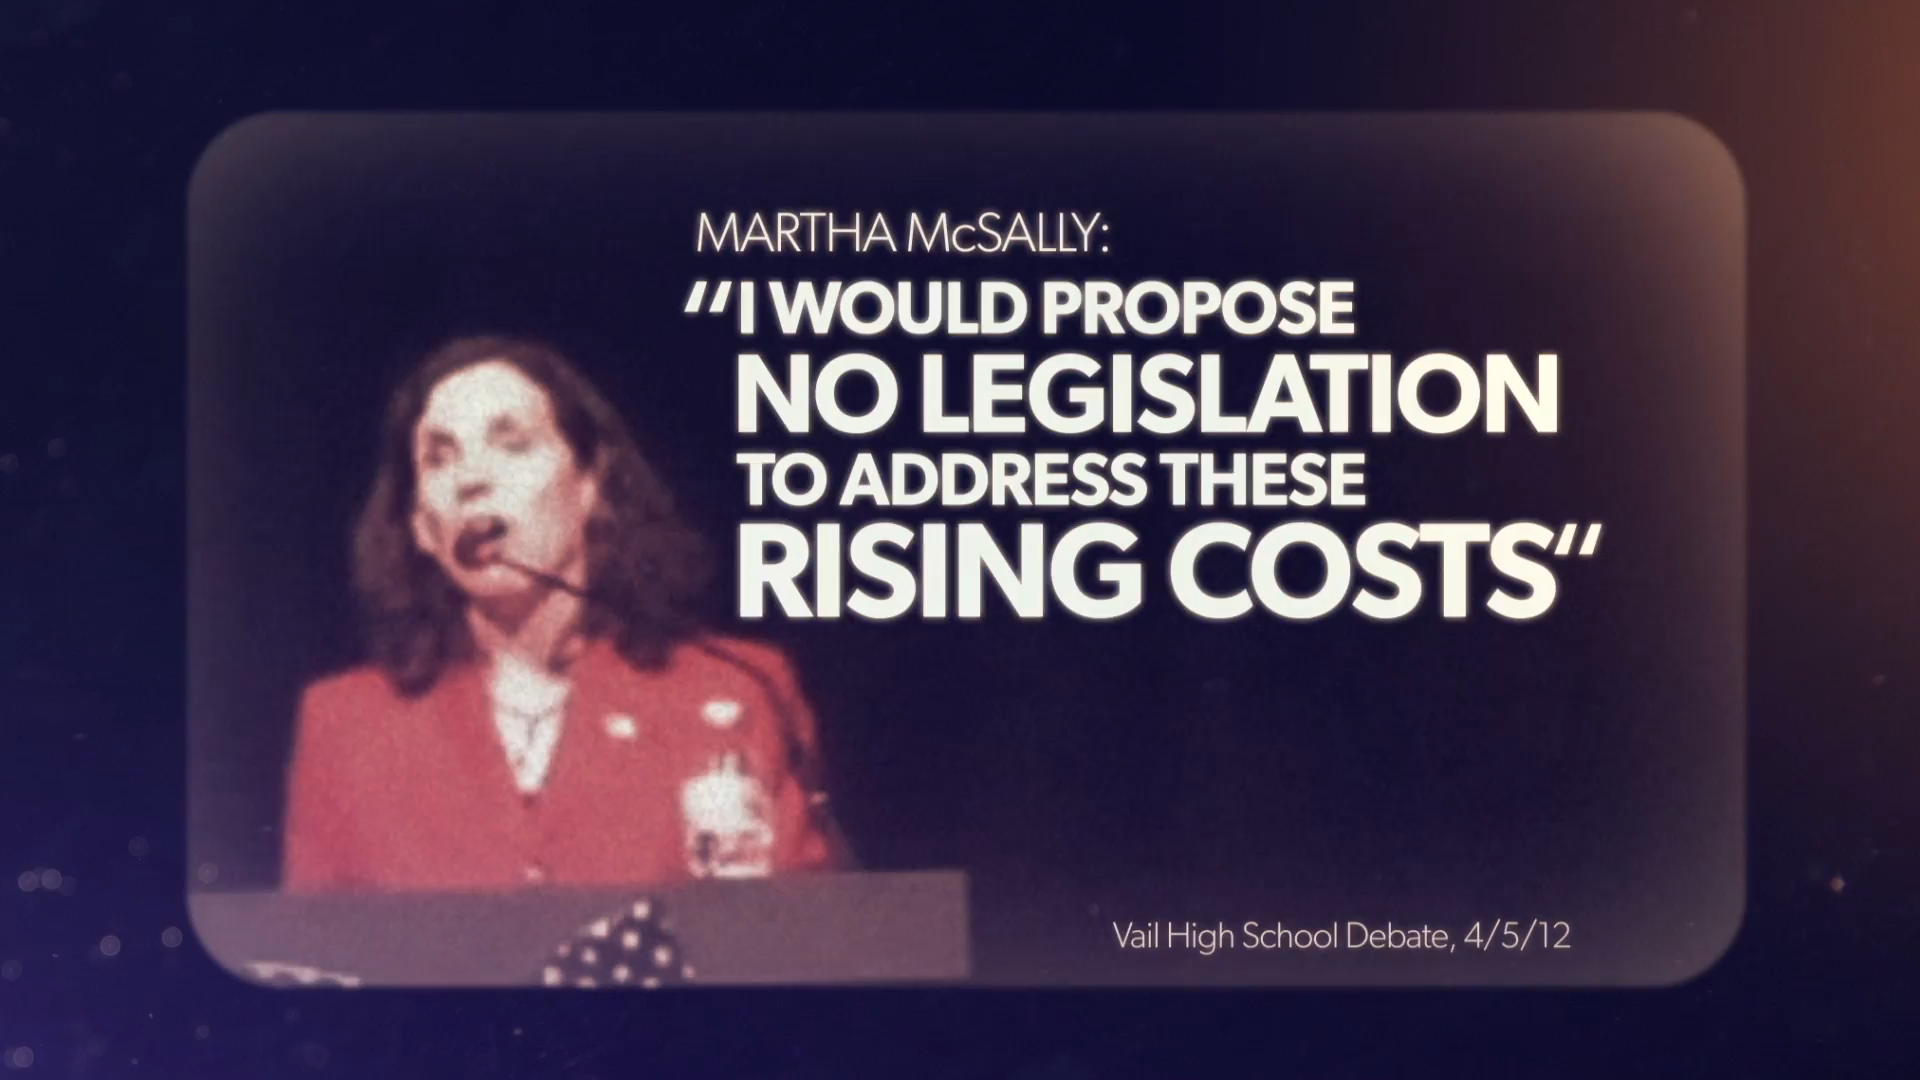 MARTHA McSALLY:
“I WOULD PROPOSE
NO LEGISLATION
TO ADDRESS THESE
RISING COSTS“
Vail High School Debate, 4/5/12